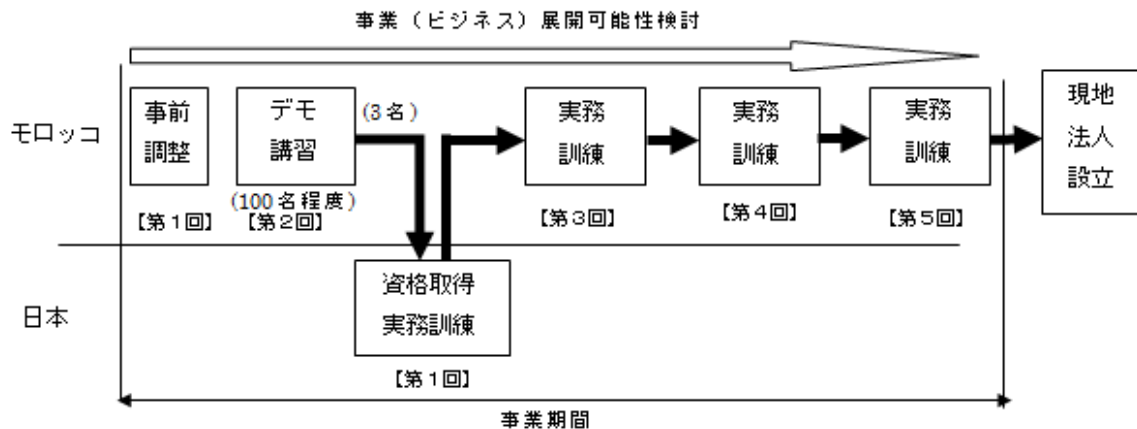 事業（ビジネス）展開可能性検討
モロッコ
事前
調整
【第1回】
デモ
講習
(100名程度)
【第2回】
(3名)
実務
訓練
【第3回】
実務
訓練
【第4回】
実務
訓練
【第5回】
現地
法人
設立
日本
資格取得
実務訓練
【第1回】
事業期間